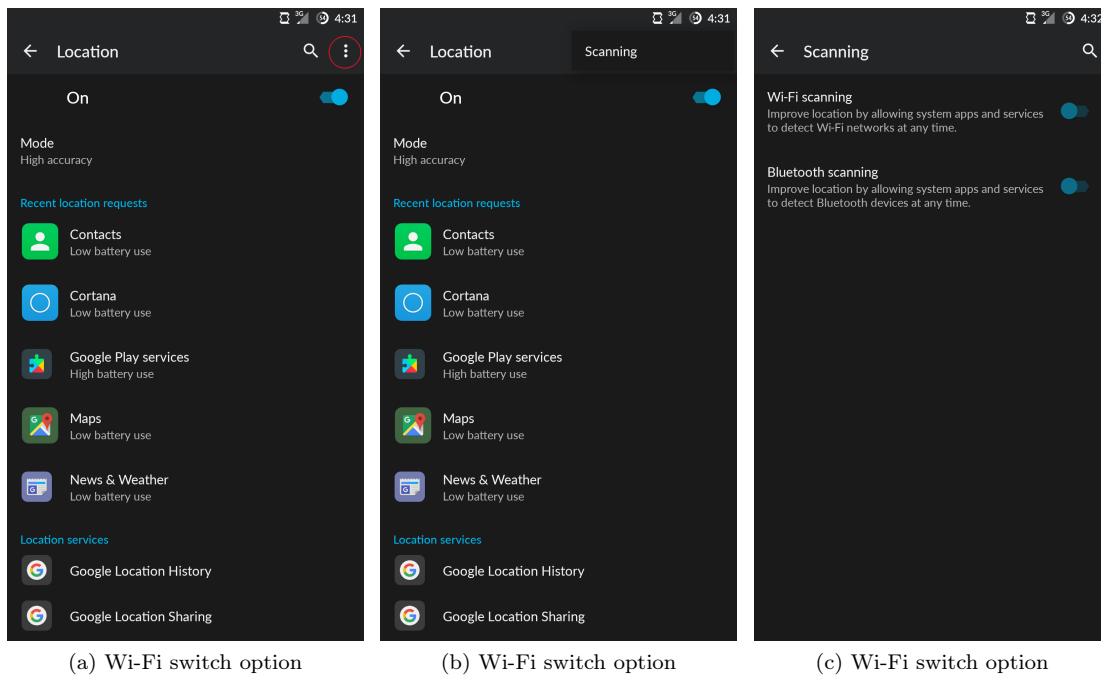 3G 54 4:31
Location
On
Mode
High accuracy
Recent location requests
Contacts
Low battery use
Cortana
Low battery use
Google Play services
High battery use
G
Maps
Low battery use
G
News & Weather
Low battery use
Location services
G
Google Location History
G
Google Location Sharing
(a) Wi-Fi switch option
3G 54 4:31
Location
Scanning
On
Mode
High accuracy
Recent location requests
Contacts
Low battery use
Cortana
Low battery use
Google Play services
High battery use
G
Maps
Low battery use
G
News & Weather
Low battery use
Location services
G
Google Location History
G
Google Location Sharing
(b) Wi-Fi switch option
3G 54 4:32
Scanning
Wi-Fi scanning
Improve location by allowing system apps and services
to detect Wi-Fi networks at any time.
Bluetooth scanning
Improve location by allowing system apps and services
to detect Bluetooth devices at any time.
(c) Wi-Fi switch option